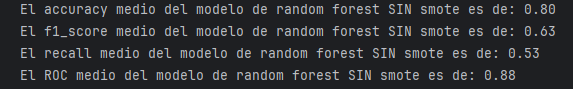 El accuracy medio del modelo de random forest SIN smote es de: 0.80
El f1_score medio del modelo de random forest SIN smote es de: 0.63
El recall medio del modelo de random forest SIN smote es de: 0.53
El ROC medio del modelo de random forest SIN smote es de: 0.88